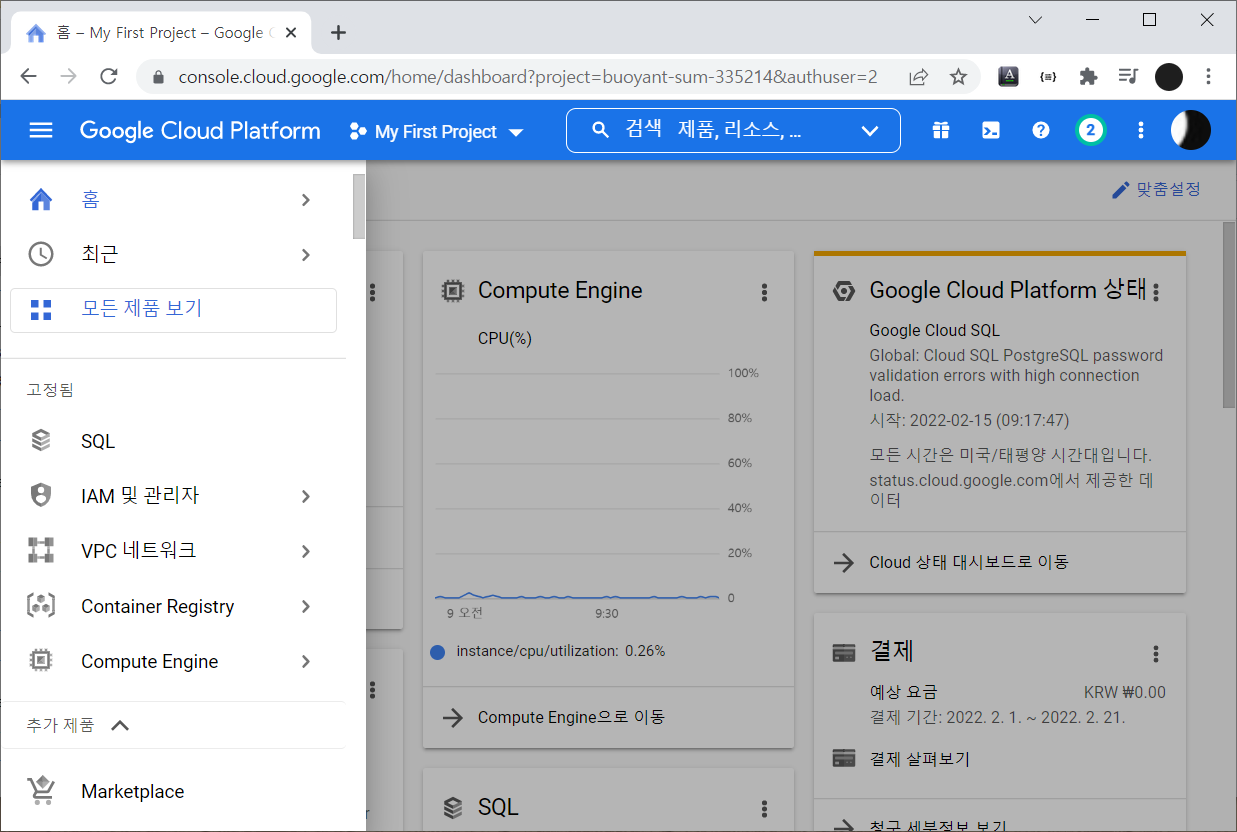 홈 – My First Project – Google C
console.cloud.google.com/home/dashboard?project=buoyant-sum-335214&authuser=2
Google Cloud Platform
My First Project
검색 제품, 리소스, ...
2
홈
최근
모든 제품 보기
고정됨
SQL
IAM 및 관리자
VPC 네트워크
Container Registry
Compute Engine
추가 제품
Marketplace
맞춤설정
Compute Engine
CPU(%)
100%
80%
60%
40%
20%
0
9 오전
9:30
instance/cpu/utilization: 0.26%
Compute Engine으로 이동
SQL
Google Cloud Platform 상태
Google Cloud SQL
Global: Cloud SQL PostgreSQL password
validation errors with high connection
load.
시작: 2022-02-15 (09:17:47)
모든 시간은 미국/태평양 시간대입니다.
status.cloud.google.com에서 제공한 데
이터
Cloud 상태 대시보드로 이동
결제
예상 요금 KRW ₩0.00
결제 기간: 2022. 2. 1. ~ 2022. 2. 21.
결제 살펴보기
청구 세부정보 보기